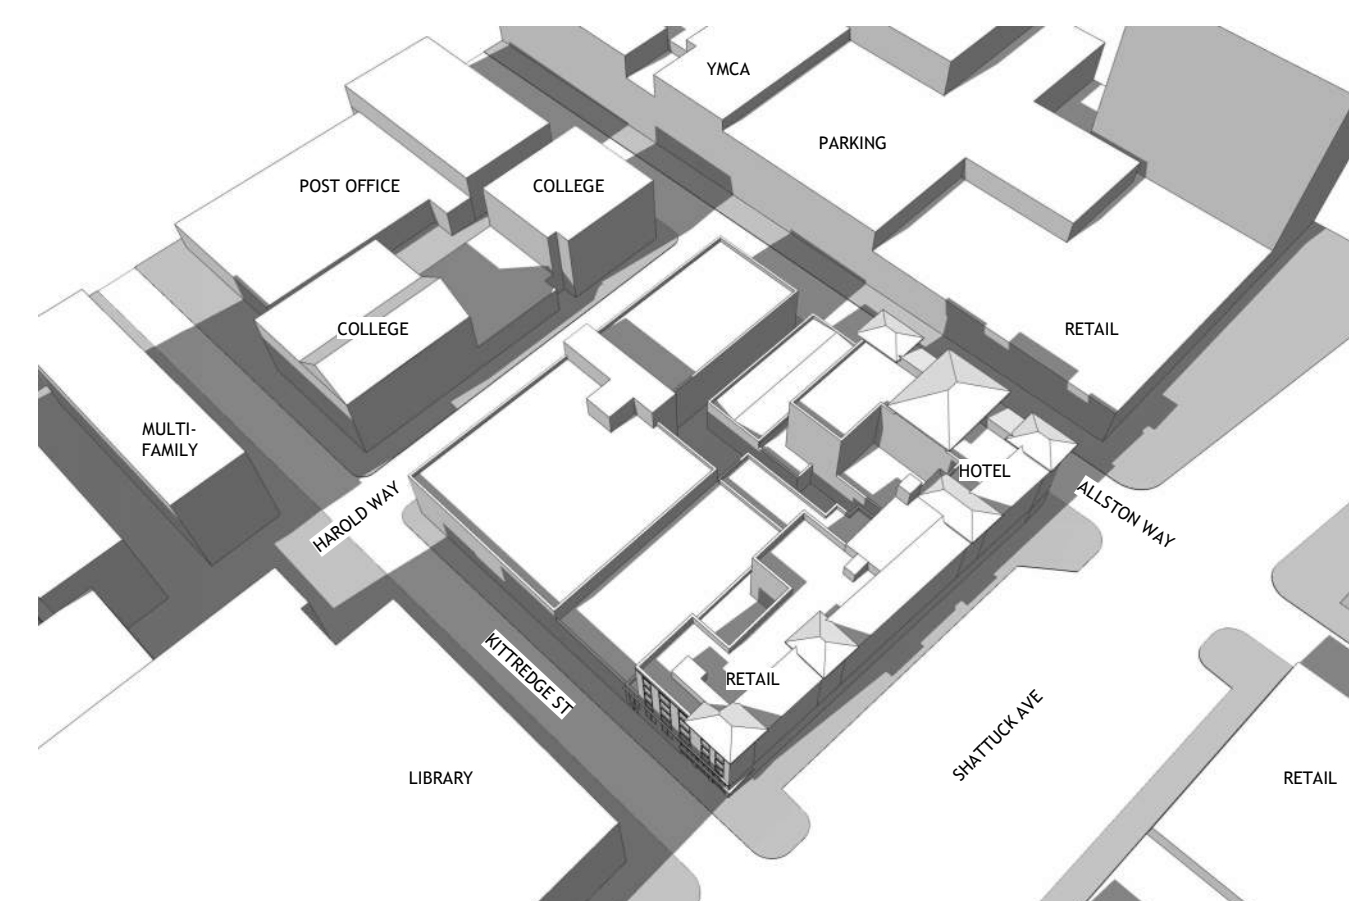 YMCA
PARKING
POST OFFICE
COLLEGE
COLLEGE
RETAIL
MULTI-
FAMILY
HOTEL
HAROLD WAY
ALLSTON WAY
KITTREDGE ST
RETAIL
SHATTUCK AVE
LIBRARY
RETAIL